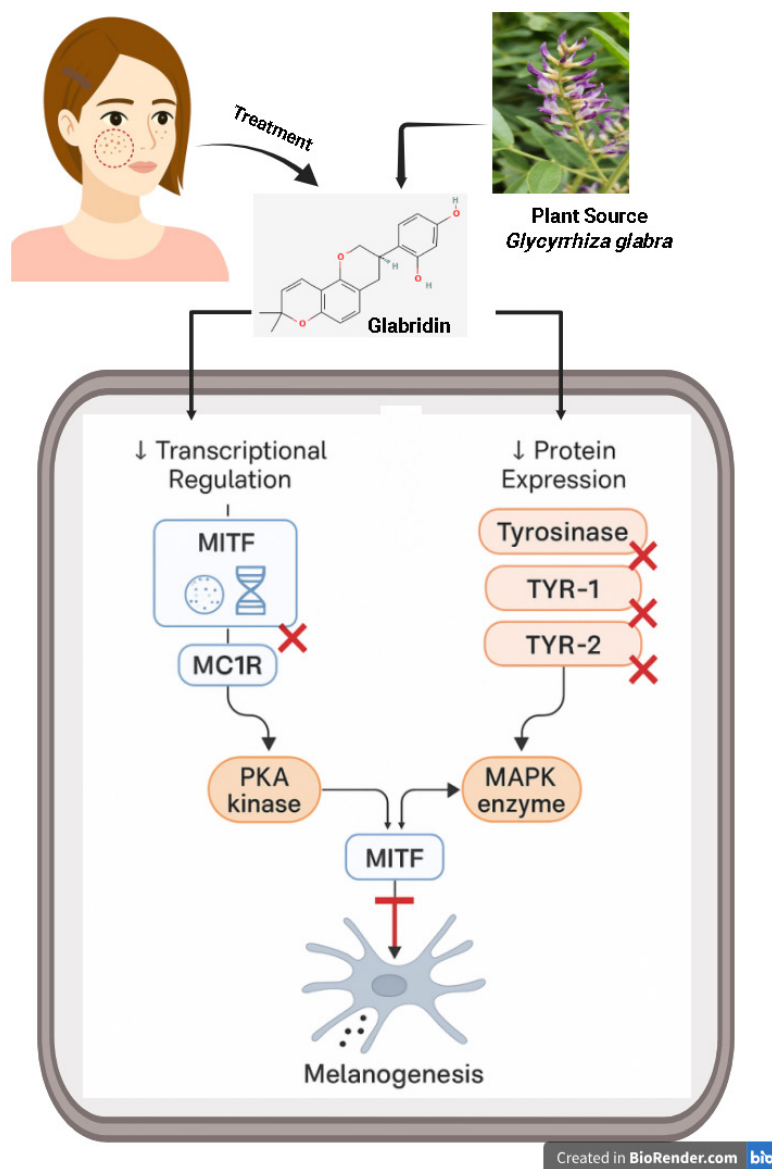 Treatment
Plant Source
Glycyrrhiza glabra
H
O
O
H
O
H
O
Glabridin
↓ Transcriptional
Regulation
MITF
MC1R
↓ Protein
Expression
Tyrosinase
TYR-1
TYR-2
PKA
kinase
MAPK
enzyme
MITF
Melanogenesis
Created in BioRender.com bio